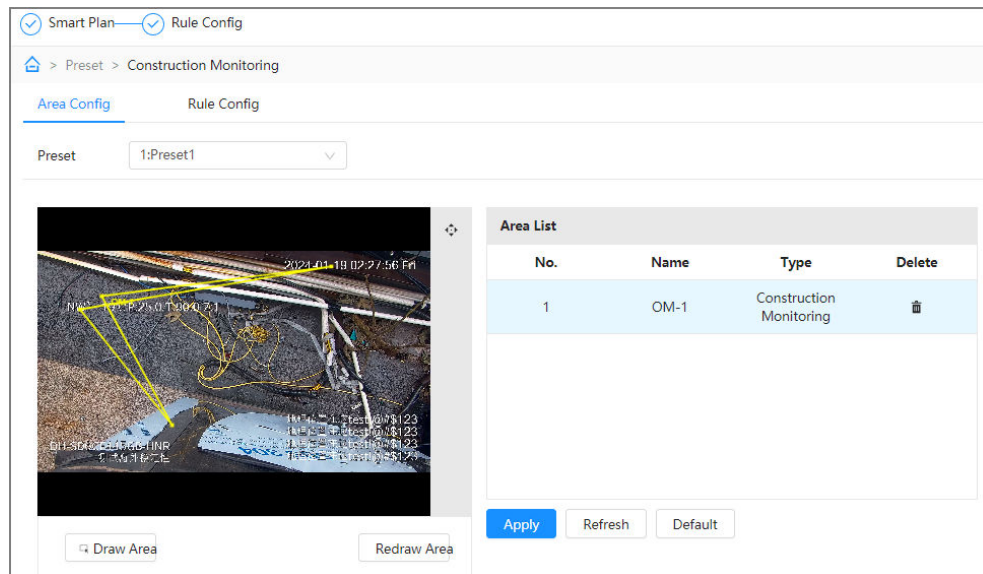 Smart Plan Rule Config
> Preset > Construction Monitoring
Area Config Rule Config
Preset 1:Preset1
Area List
No. Name Type Delete
1 OM-1 Construction Monitoring
2024-01-19 02:27:56 Fri
Draw Area Redraw Area
Apply Refresh Default